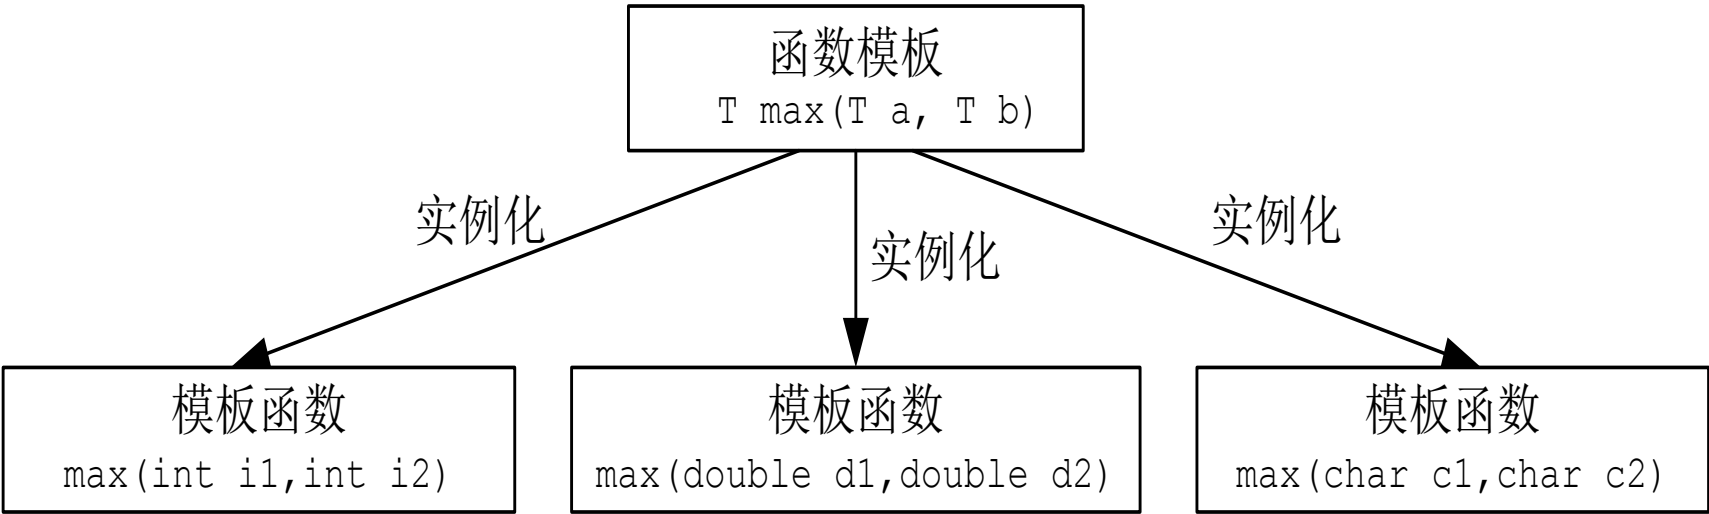 函数模板
T max(T a, T b)
实例化
实例化
实例化
模板函数
max(int i1,int i2)
模板函数
max(double d1,double d2)
模板函数
max(char c1,char c2)